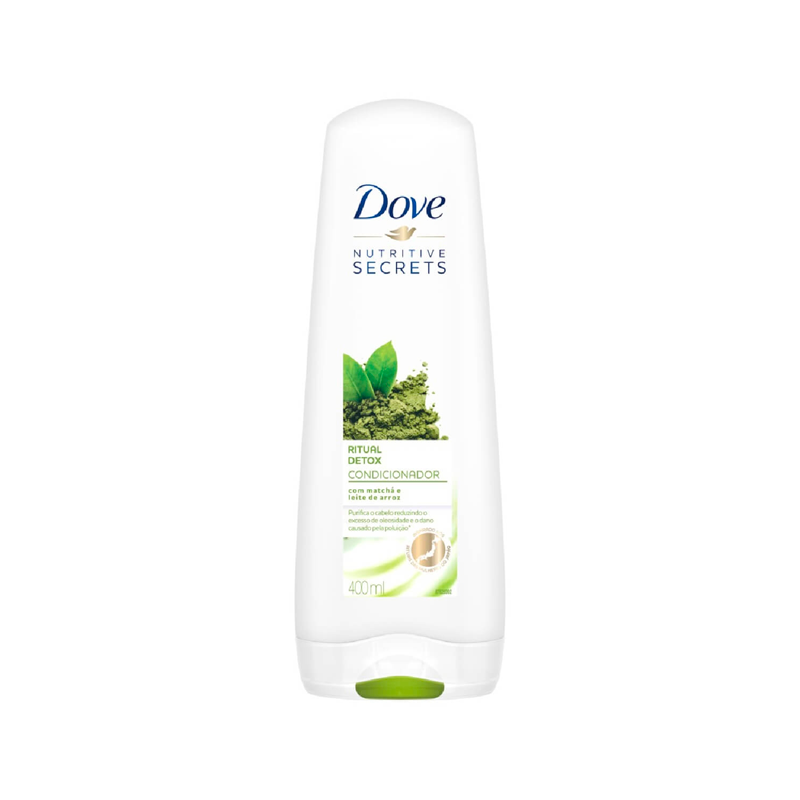 Dove
NUTRITIVE
SECRETS
RITUAL
DETOX
CONDICIONADOR
com matchá e
leite de arroz
Purifica o cabelo reduzindo o
excesso de oleosidade e o dano
causado pela poluição*
400ml